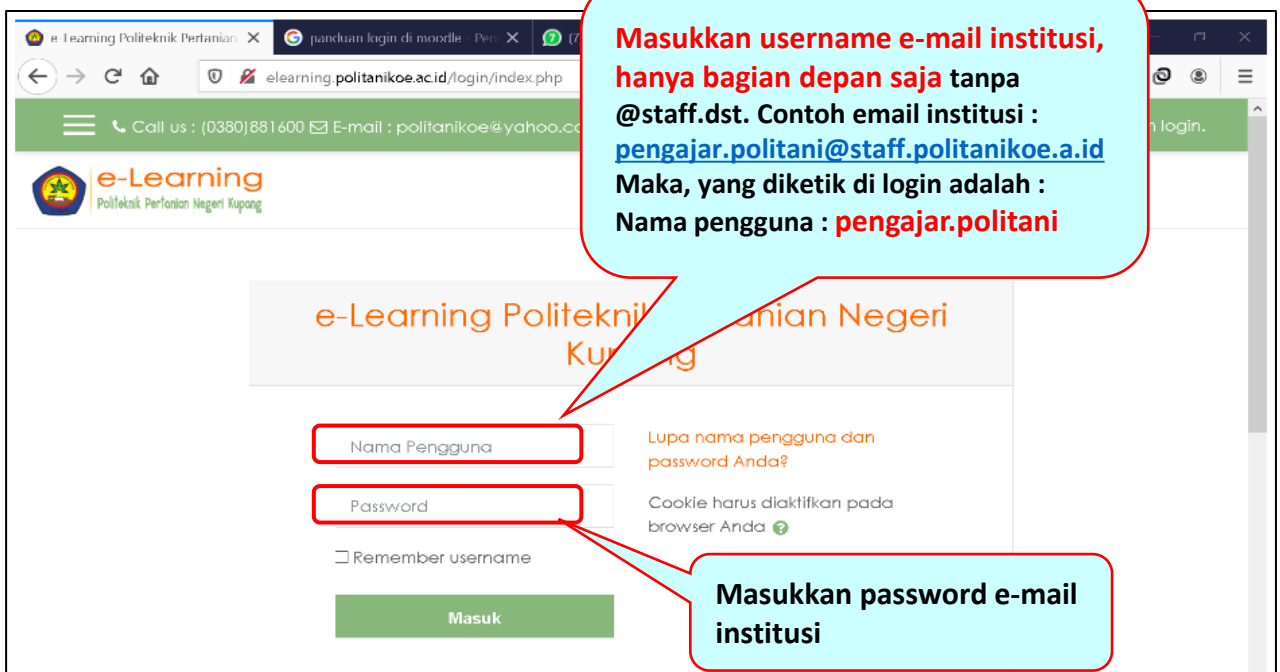 e-Learning Politeknik Pertanian
panduan login di moodle - Pen
(7
elearning.politanikoe.ac.id/login/index.php
Call us : (0380)881600 E-mail : politanikoe@yahoo.co
login.
e-Learning
Politeknik Pertanian Negeri Kupang
Masukkan username e-mail institusi,
hanya bagian depan saja tanpa
@staff.dst. Contoh email institusi :
pengajar.politani@staff.politanikoe.a.id
Maka, yang diketik di login adalah :
Nama pengguna : pengajar.politani
e-Learning Politekni anian Negeri
Ku g
Nama Pengguna
Lupa nama pengguna dan
password Anda?
Password
Cookie harus diaktifkan pada
browser Anda
Remember username
Masuk
Masukkan password e-mail
institusi